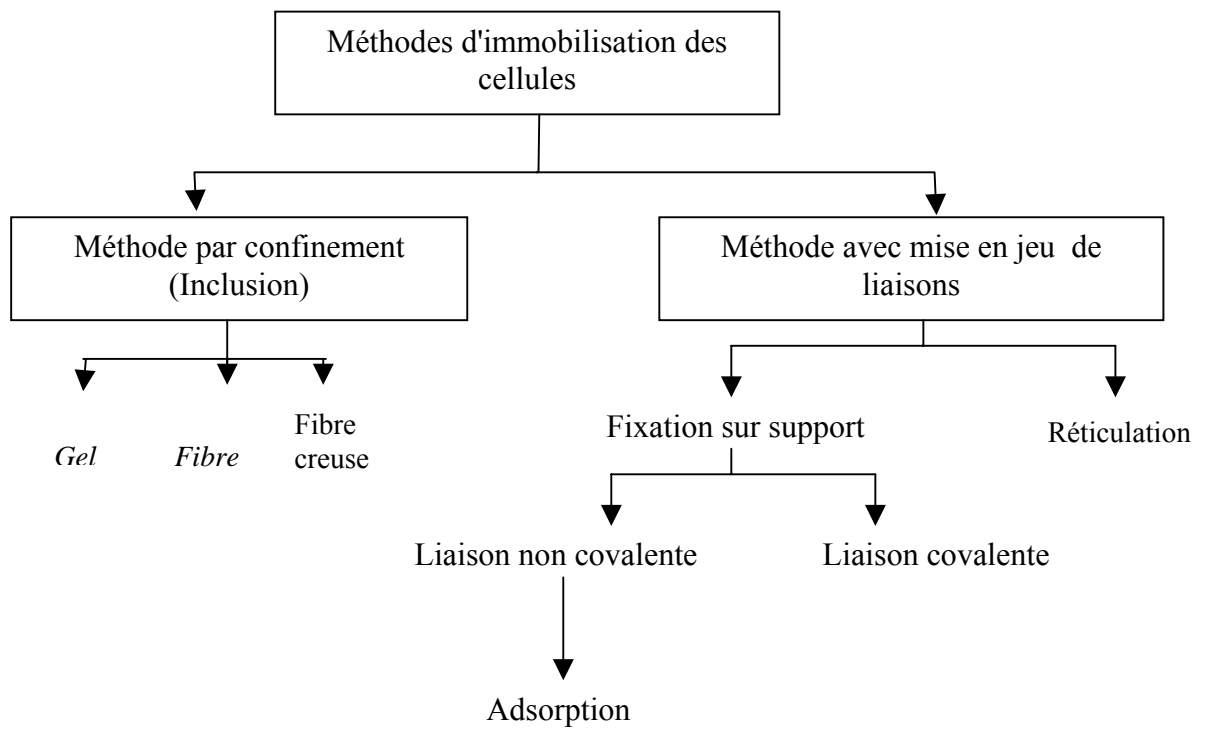 Méthodes d'immobilisation des
cellules
Méthode par confinement
(Inclusion)
Méthode avec mise en jeu de
liaisons
Gel
Fibre
Fibre
creuse
Fixation sur support
Réticulation
Liaison non covalente
Liaison covalente
Adsorption